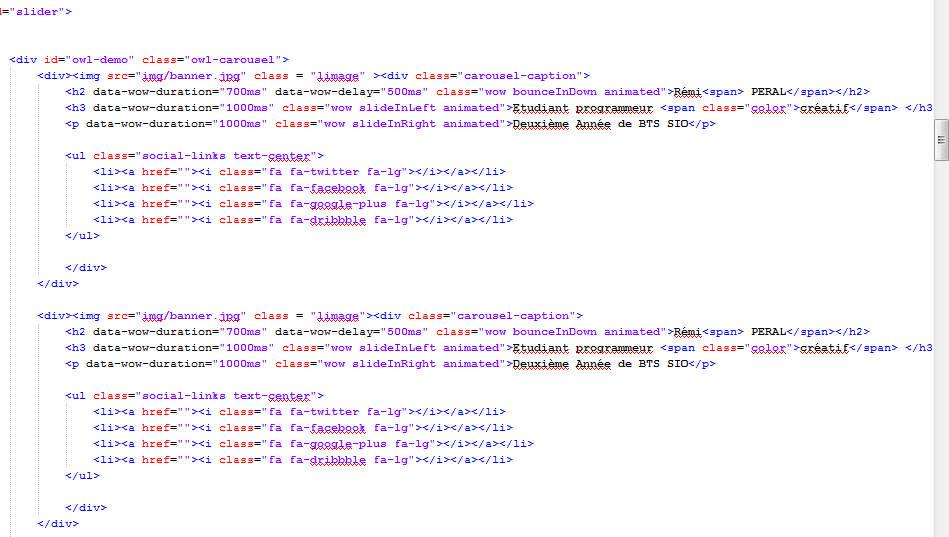 ="slider">
<div id="owl-demo" class="owl-carousel">
<div><img src="img/banner.jpg" class = "limage" ><div class="carousel-caption">
<h2 data-wow-duration="700ms" data-wow-delay="500ms" class="wow bounceInDown animated">Rémi<span> PERAL</span></h2>
<h3 data-wow-duration="1000ms" class="wow slideInLeft animated">Etudiant programmeur <span class="color">créatif</span> </h3
<p data-wow-duration="1000ms" class="wow slideInRight animated">Deuxième Année de BTS SIO</p>
<ul class="social-links text-center">
<li><a href=""><i class="fa fa-twitter fa-lg"></i></a></li>
<li><a href=""><i class="fa fa-facebook fa-lg"></i></a></li>
<li><a href=""><i class="fa fa-google-plus fa-lg"></i></a></li>
<li><a href=""><i class="fa fa-dribbble fa-lg"></i></a></li>
</ul>
</div>
</div>
<div><img src="img/banner.jpg" class = "limage"><div class="carousel-caption">
<h2 data-wow-duration="700ms" data-wow-delay="500ms" class="wow bounceInDown animated">Rémi<span> PERAL</span></h2>
<h3 data-wow-duration="1000ms" class="wow slideInLeft animated">Etudiant programmeur <span class="color">créatif</span> </h3
<p data-wow-duration="1000ms" class="wow slideInRight animated">Deuxième Année de BTS SIO</p>
<ul class="social-links text-center">
<li><a href=""><i class="fa fa-twitter fa-lg"></i></a></li>
<li><a href=""><i class="fa fa-facebook fa-lg"></i></a></li>
<li><a href=""><i class="fa fa-google-plus fa-lg"></i></a></li>
<li><a href=""><i class="fa fa-dribbble fa-lg"></i></a></li>
</ul>
</div>
</div>